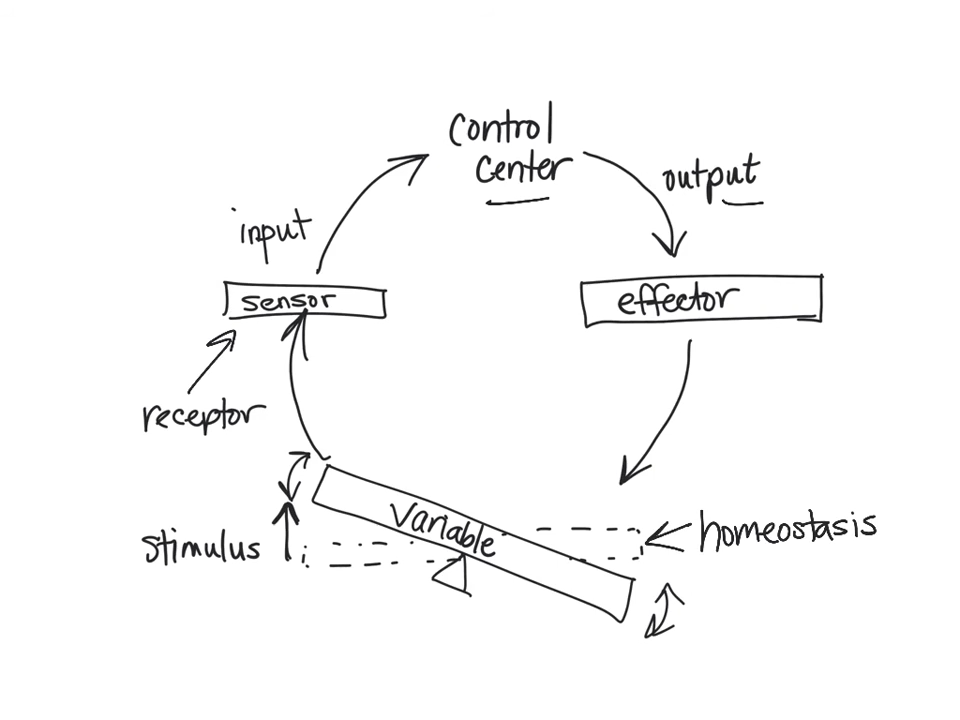 Control
Center
output
input
sensor
effector
receptor
Variable
homeostasis
Stimulus